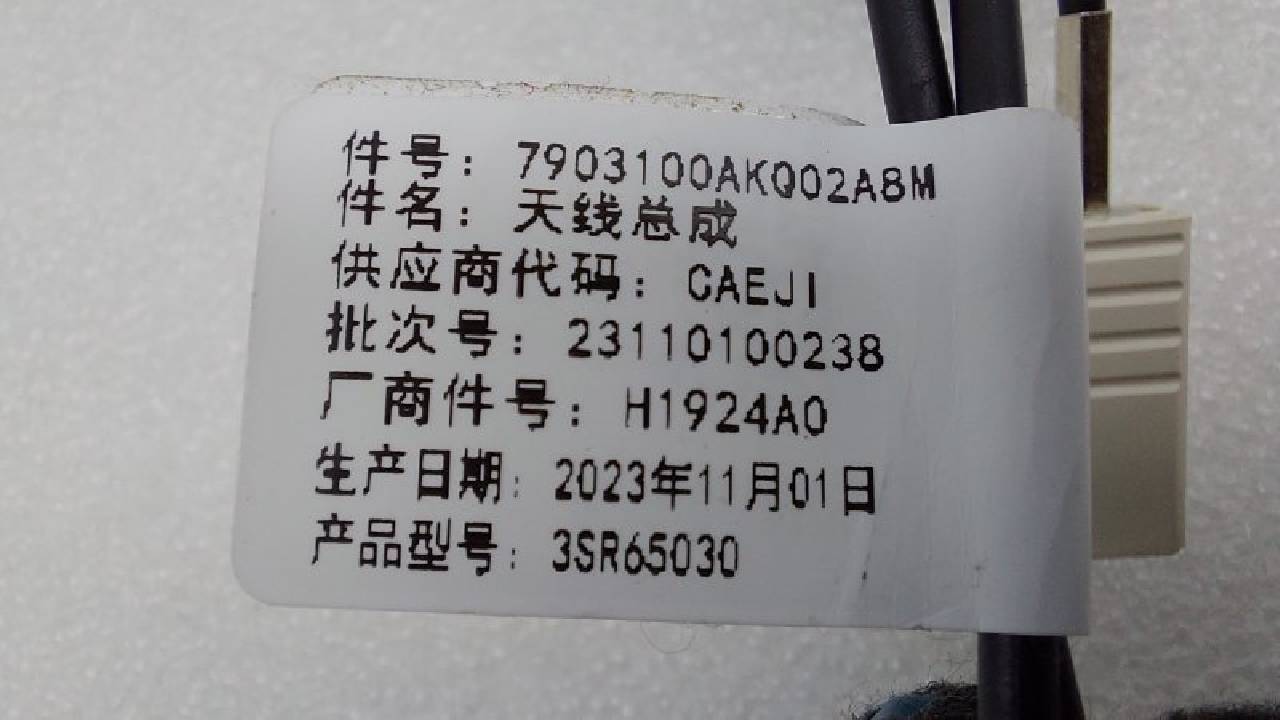 件号：7903100AKQ02A8M
件名：天线总成
供应商代码：CAEJI
批次号：23110100238
厂商件号：H1924A0
生产日期：2023年11月01日
产品型号：3SR65030